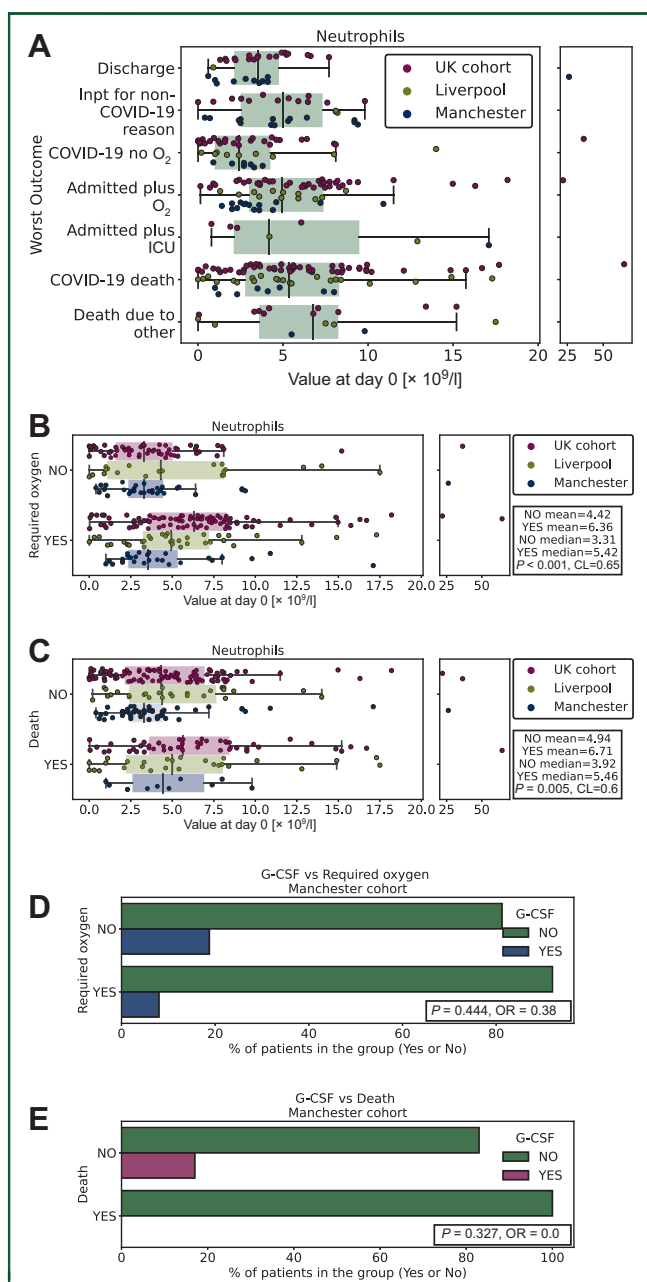 A
Neutrophils
Worst Outcome
Discharge
Inpt for non-
COVID-19
reason
COVID-19 no O₂
Admitted plus
O₂
Admitted plus
ICU
COVID-19 death
Death due to
other
UK cohort
Liverpool
Manchester
0 5 10 15 20 25 50
Value at day 0 [× 10⁹/l]
B
Neutrophils
Required oxygen
NO
YES
0.0 2.5 5.0 7.5 10.0 12.5 15.0 17.5 20.0 25 50
Value at day 0 [× 10⁹/l]
UK cohort
Liverpool
Manchester
NO mean=4.42
YES mean=6.36
NO median=3.31
YES median=5.42
P < 0.001, CL=0.65
C
Neutrophils
Death
NO
YES
0.0 2.5 5.0 7.5 10.0 12.5 15.0 17.5 20.0 25 50
Value at day 0 [× 10⁹/l]
UK cohort
Liverpool
Manchester
NO mean=4.94
YES mean=6.71
NO median=3.92
YES median=5.46
P = 0.005, CL=0.6
D
G-CSF vs Required oxygen
Manchester cohort
Required oxygen
NO
YES
G-CSF
NO
YES
P = 0.444, OR = 0.38
0 20 40 60 80
% of patients in the group (Yes or No)
E
G-CSF vs Death
Manchester cohort
Death
NO
YES
G-CSF
NO
YES
P = 0.327, OR = 0.0
0 20 40 60 80 100
% of patients in the group (Yes or No)